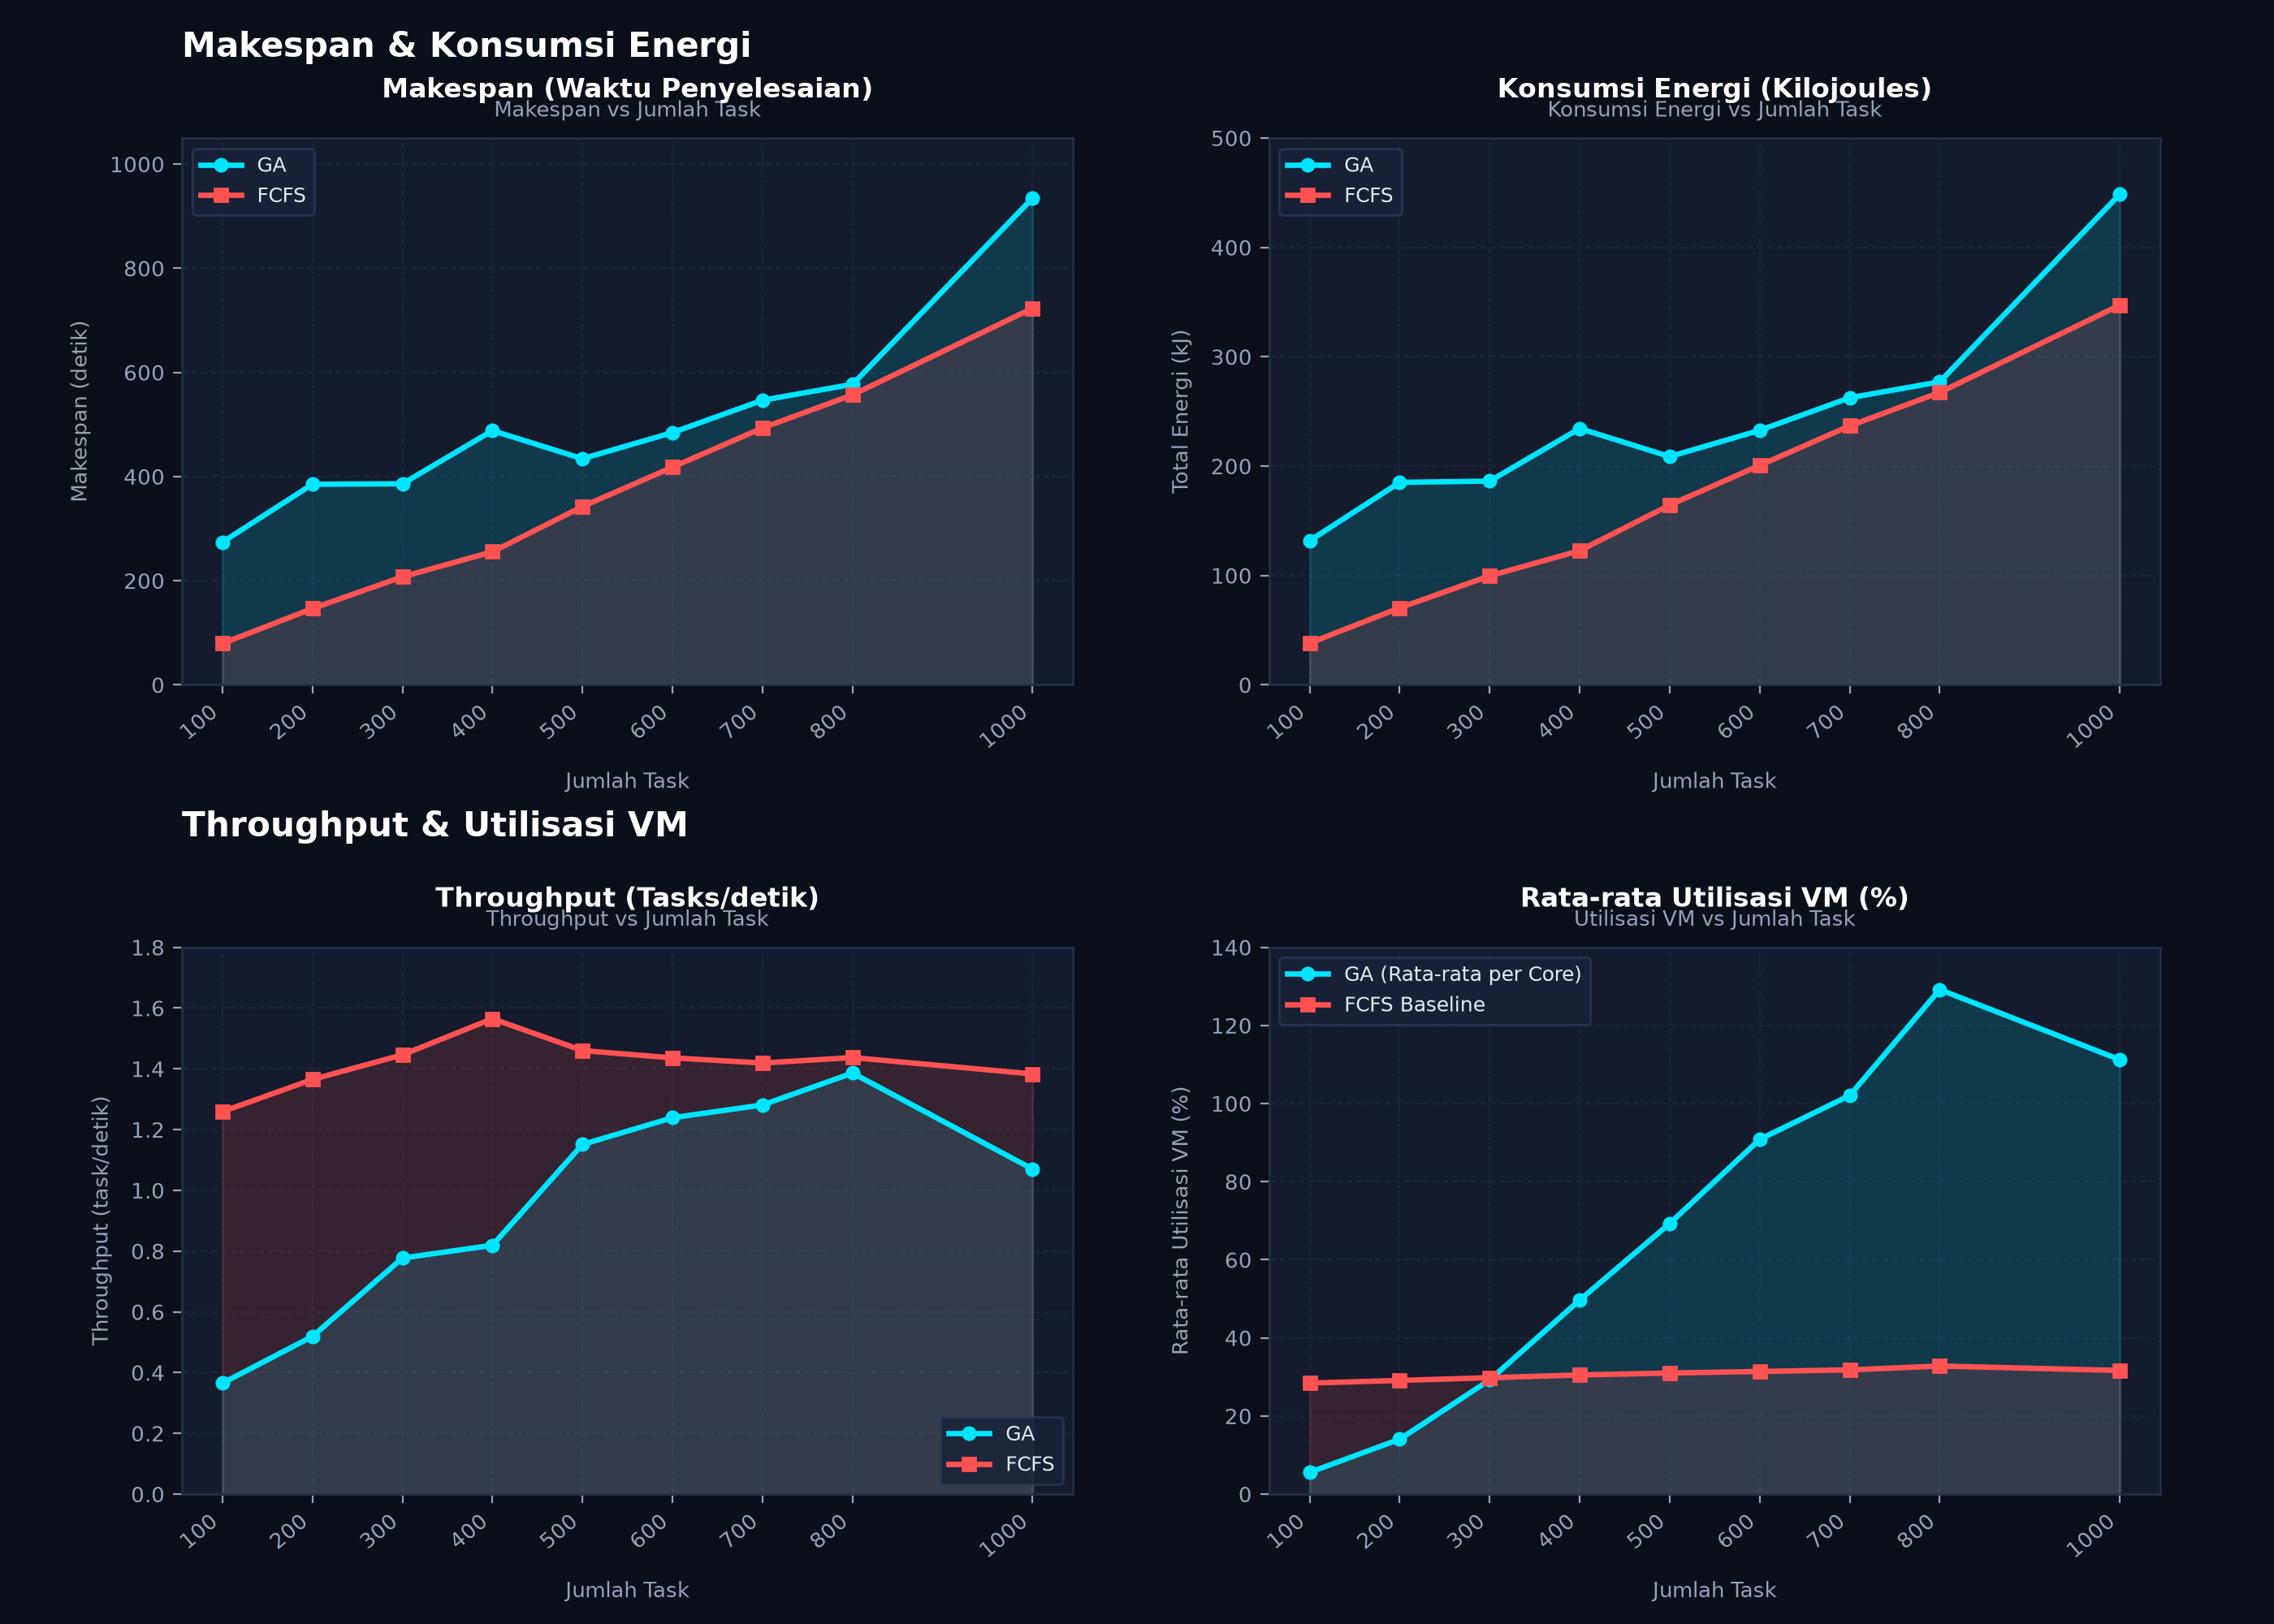 Makespan & Konsumsi Energi
Makespan (Waktu Penyelesaian)
Makespan vs Jumlah Task
GA
FCFS
Makespan (detik)
1000
800
600
400
200
0
100
200
300
400
500
600
700
800
1000
Jumlah Task
Konsumsi Energi (Kilojoules)
Konsumsi Energi vs Jumlah Task
GA
FCFS
Total Energi (kJ)
500
400
300
200
100
0
100
200
300
400
500
600
700
800
1000
Jumlah Task
Throughput & Utilisasi VM
Throughput (Tasks/detik)
Throughput vs Jumlah Task
Throughput (task/detik)
1.8
1.6
1.4
1.2
1.0
0.8
0.6
0.4
0.2
0.0
GA
FCFS
100
200
300
400
500
600
700
800
1000
Jumlah Task
Rata-rata Utilisasi VM (%)
Utilisasi VM vs Jumlah Task
GA (Rata-rata per Core)
FCFS Baseline
Rata-rata Utilisasi VM (%)
140
120
100
80
60
40
20
0
100
200
300
400
500
600
700
800
1000
Jumlah Task